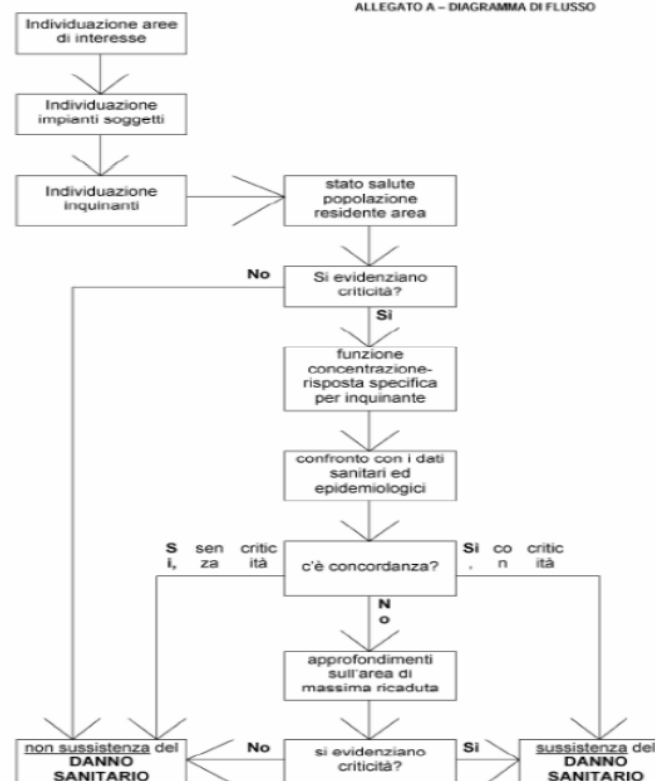 ALLEGATO A – DIAGRAMMA DI FLUSSO
Individuazione aree
di interesse
Individuazione
impianti soggetti
Individuazione
inquinanti
stato salute
popolazione
residente area
No
Si evidenziano
criticità?
Sì
funzione
concentrazione-
risposta specifica
per inquinante
confronto con i dati
sanitari ed
epidemiologici
S sen critic
ì, za ità
c'è concordanza?
Sì co critic
, n ità
N
o
approfondimenti
sull'area di
massima ricaduta
non sussistenza del
DANNO
SANITARIO
No
si evidenziano
criticità?
Sì
sussistenza del
DANNO
SANITARIO